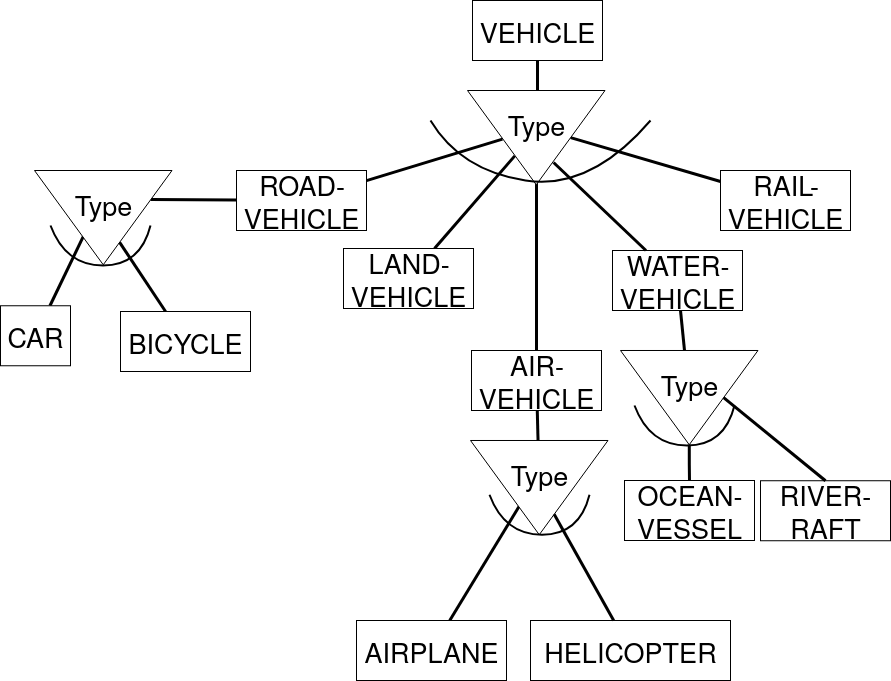 VEHICLE
Type
Type
ROAD-
VEHICLE
RAIL-
VEHICLE
LAND-
VEHICLE
WATER-
VEHICLE
CAR
BICYCLE
AIR-
VEHICLE
Type
Type
OCEAN-
VESSEL
RIVER-
RAFT
AIRPLANE
HELICOPTER